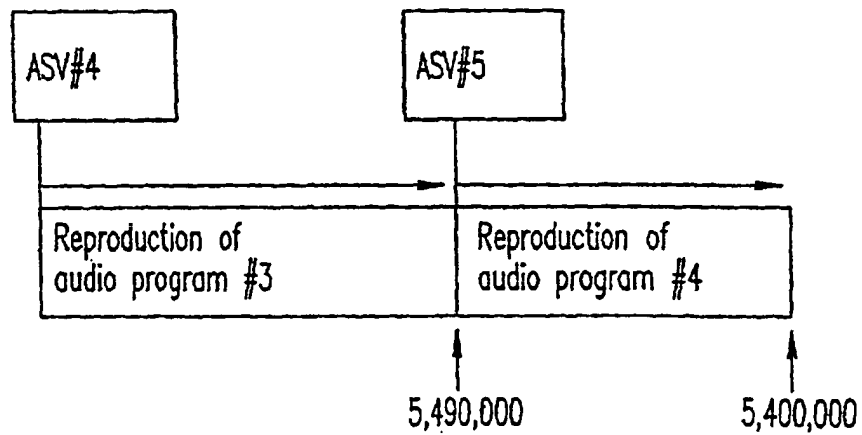 ASV#4
ASV#5
Reproduction of
audio program #3
Reproduction of
audio program #4
5,490,000
5,400,000